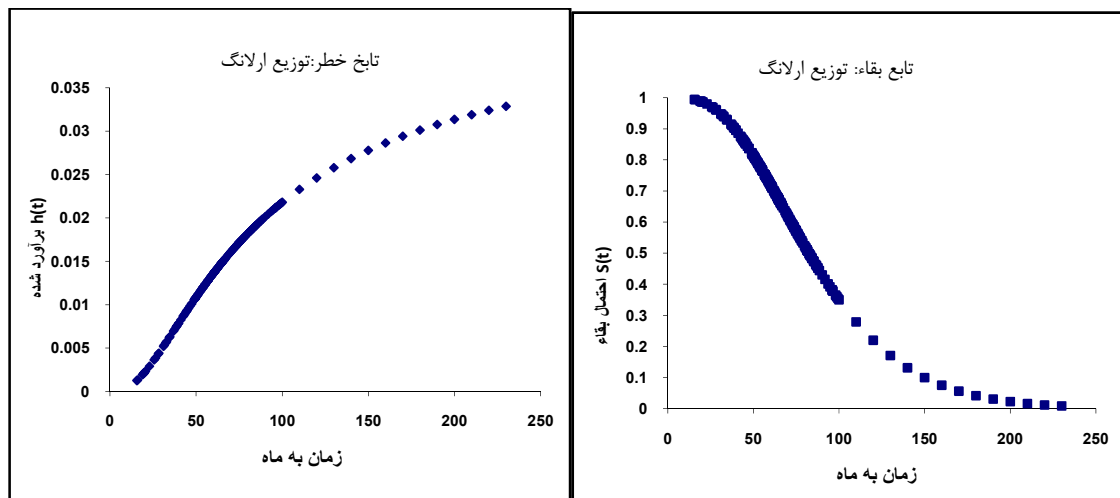 تابخ خطر:توزیع ارلانگ
0.035
0.03
0.025
0.02
0.015
0.01
0.005
0
h(t) برآورد شده
0 50 100 150 200 250
زمان به ماه
تابع بقاء: توزیع ارلانگ
1
0.9
0.8
0.7
0.6
0.5
0.4
0.3
0.2
0.1
0
S(t) احتمال بقاء
0 50 100 150 200 250
زمان به ماه